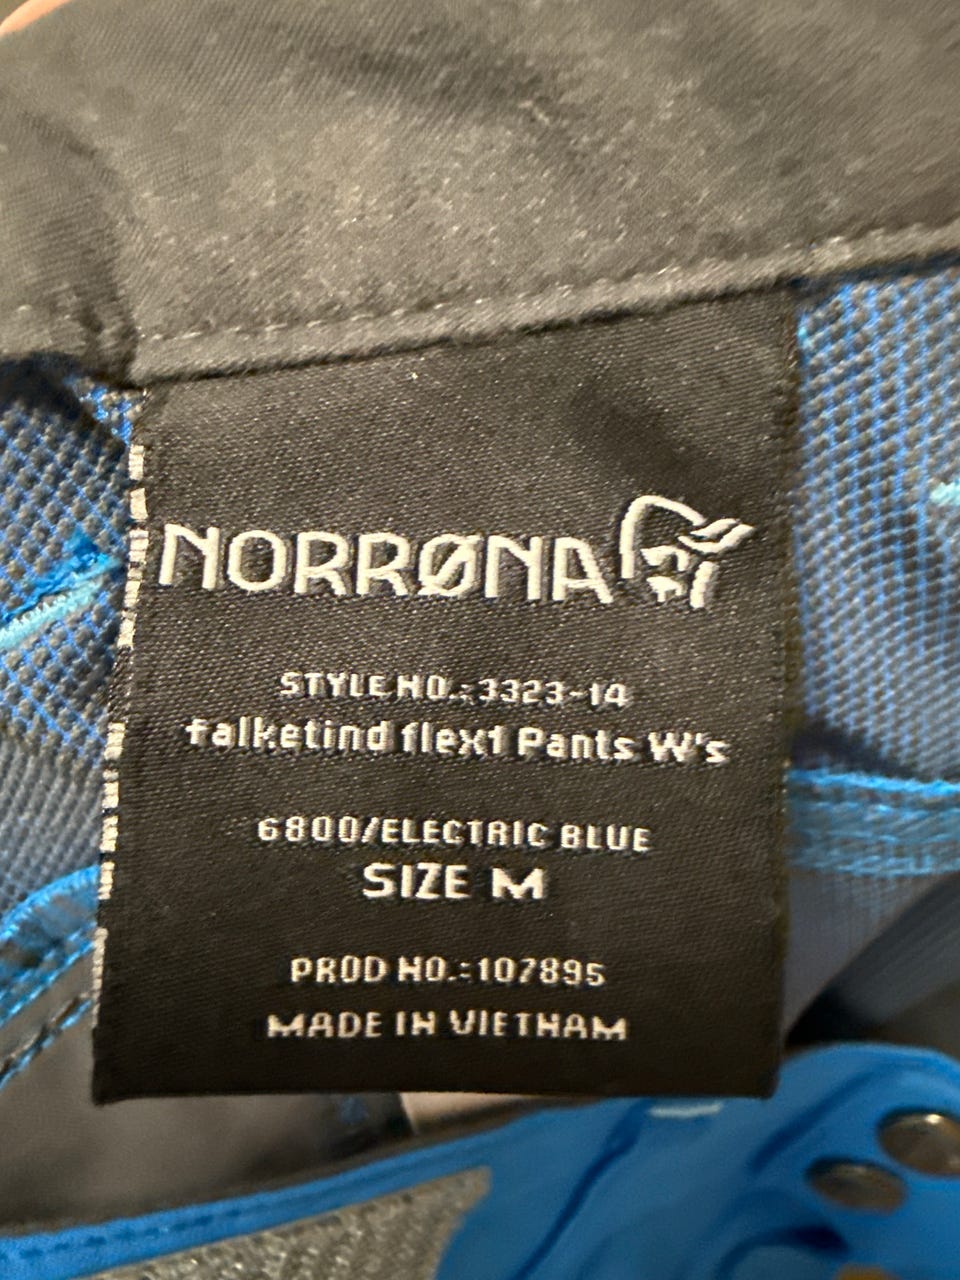 NORRØNA
STYLE NO.:3323-14
falketind flex1 Pants W's
6800/ELECTRIC BLUE
SIZE M
PROD NO.:107895
MADE IN VIETNAM